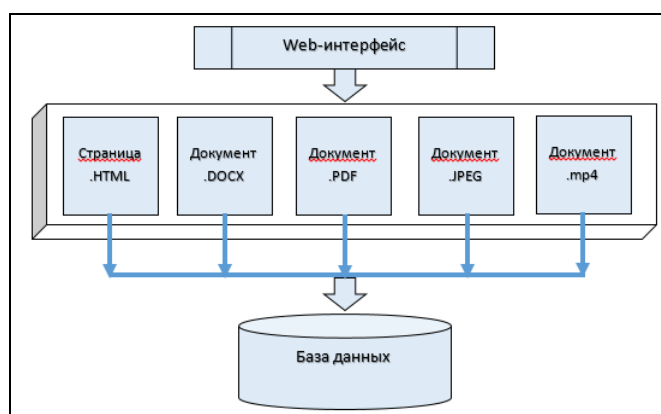 Web-интерфейс
Страница
.HTML
Документ
.DOCX
Документ
.PDF
Документ
.JPEG
Документ
.mp4
База данных